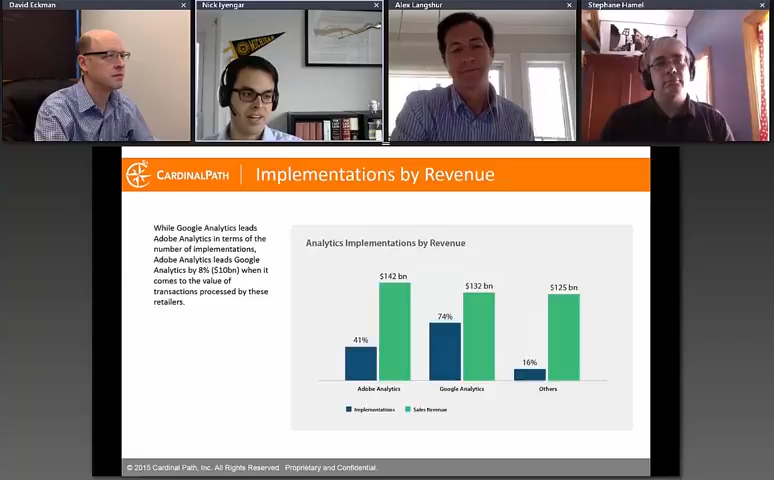 David Eckman
Nick Iyengar
Alex Langshur
Stephane Hamel
MICHIGAN
CARDINALPATH
Implementations by Revenue
While Google Analytics leads
Adobe Analytics in terms of the
number of implementations,
Adobe Analytics leads Google
Analytics by 8% ($10bn) when it
comes to the value of
transactions processed by these
retailers.
Analytics Implementations by Revenue
$142 bn
$132 bn
$125 bn
41%
74%
16%
Adobe Analytics
Google Analytics
Others
Implementations
Sales Revenue
© 2015 Cardinal Path, Inc. All Rights Reserved. Proprietary and Confidential.